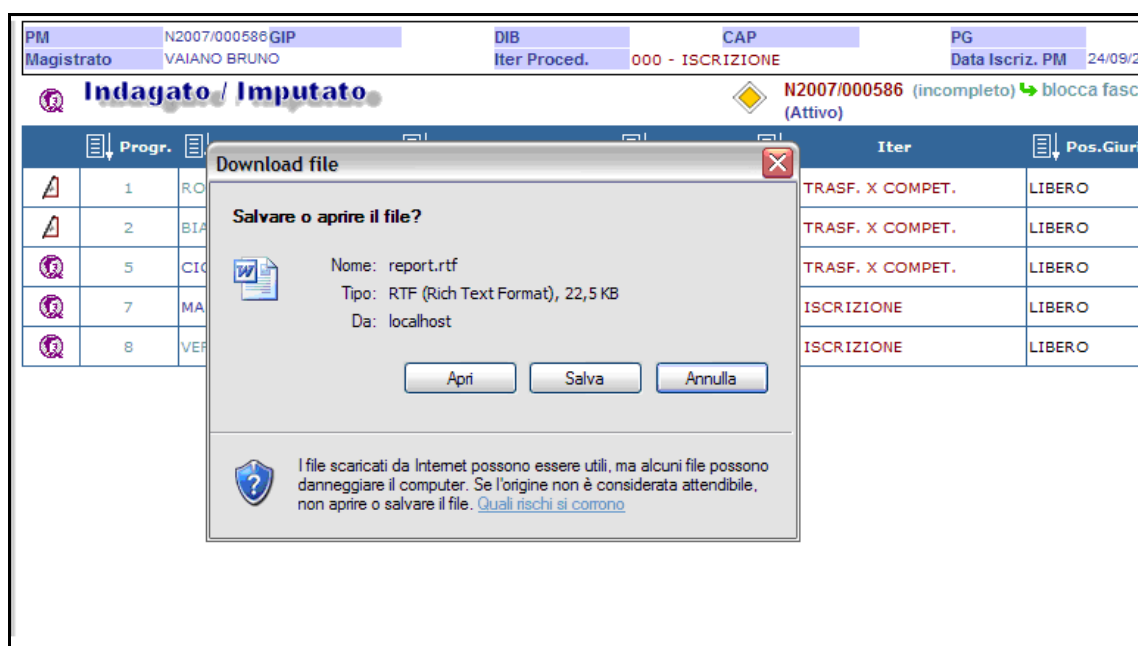 PM N2007/000586 GIP DIB CAP PG
Magistrato VAIANO BRUNO Iter Proced. 000 - ISCRIZIONE Data Iscriz. PM 24/09/2
Indagato / Imputato N2007/000586 (incompleto) blocca fasc
(Attivo)
Progr. Iter Pos.Giuri
1 RO TRASF. X COMPET. LIBERO
2 BIA TRASF. X COMPET. LIBERO
5 CIC TRASF. X COMPET. LIBERO
7 MA ISCRIZIONE LIBERO
8 VER ISCRIZIONE LIBERO
Download file
Salvare o aprire il file?
Nome: report.rtf
Tipo: RTF (Rich Text Format), 22,5 KB
Da: localhost
Apri Salva Annulla
I file scaricati da Internet possono essere utili, ma alcuni file possono
danneggiare il computer. Se l'origine non è considerata attendibile,
non aprire o salvare il file. Quali rischi si corrono